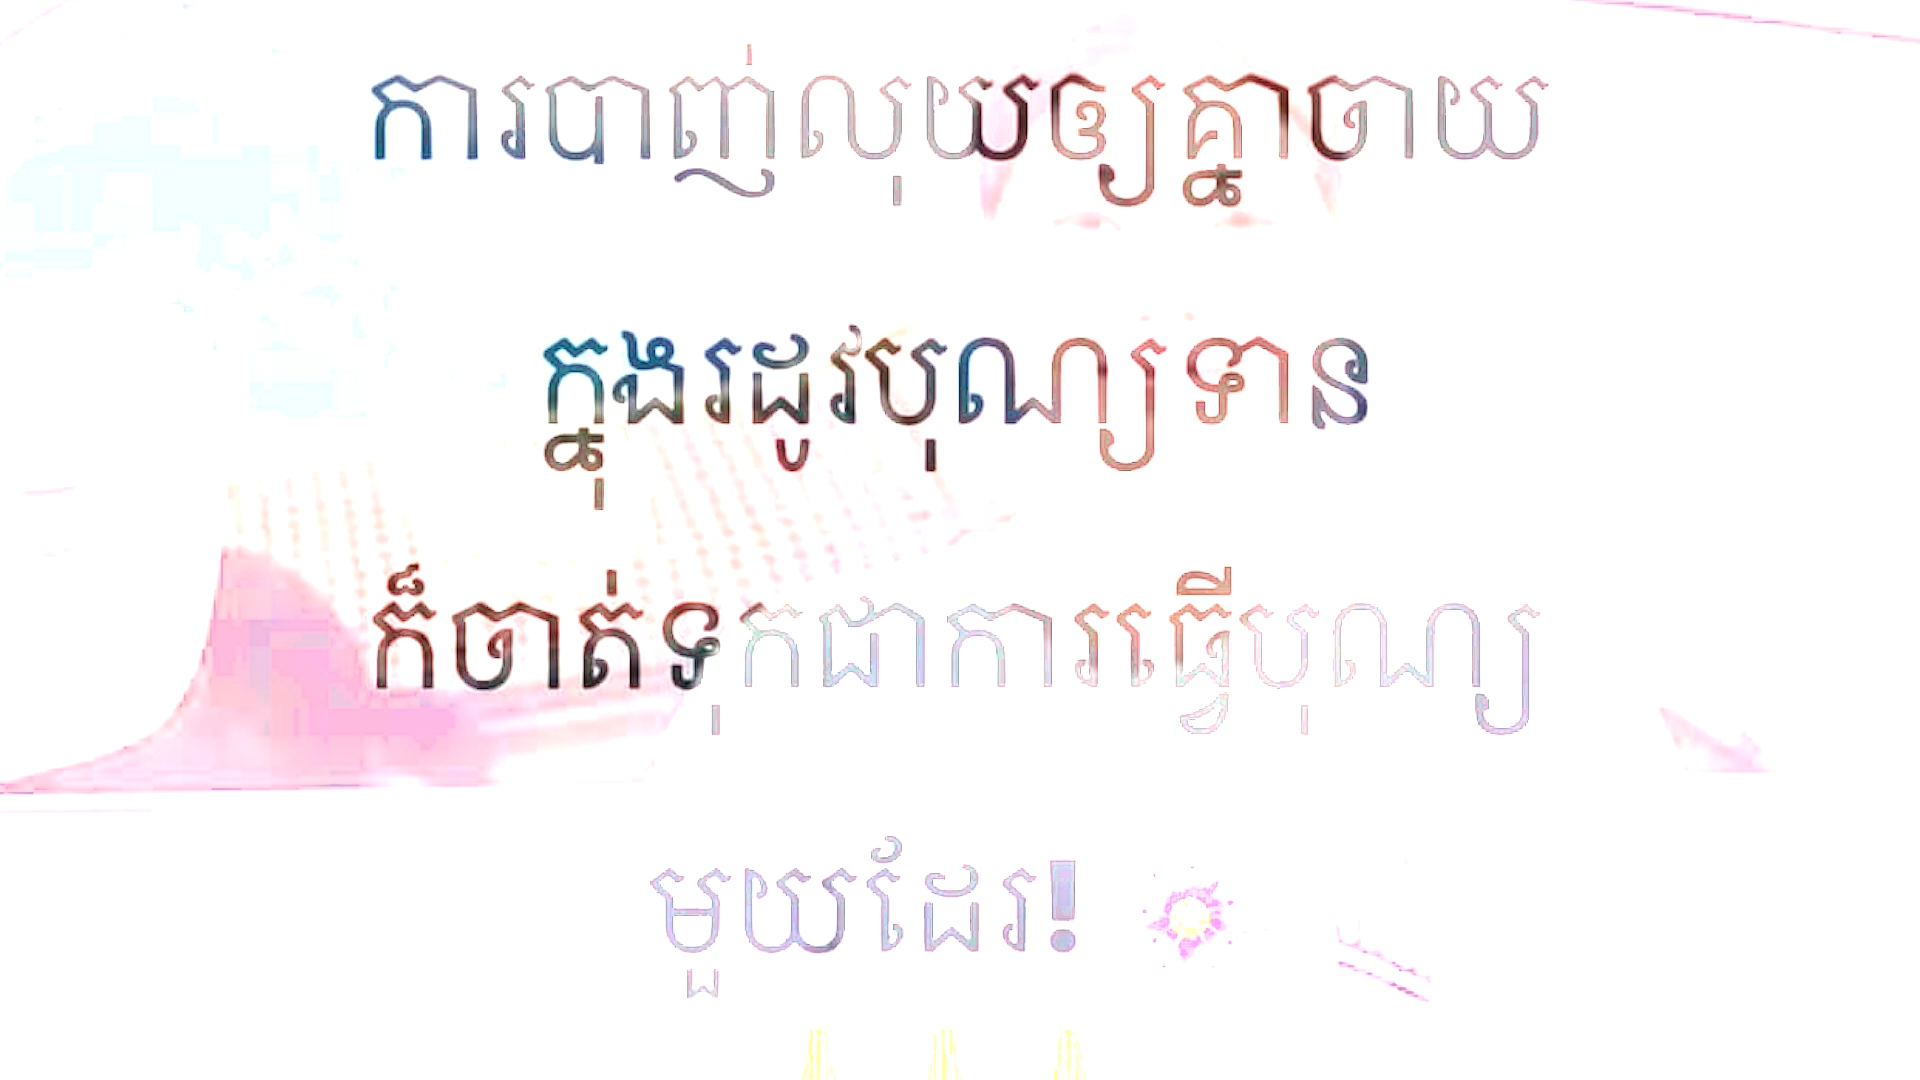 ការបាញ់លុយឲ្យគ្នាចាយ
ក្នុងរដូវបុណ្យទាន
ក៏ចាត់ទុកជាការធ្វើបុណ្យ
មួយដែរ!